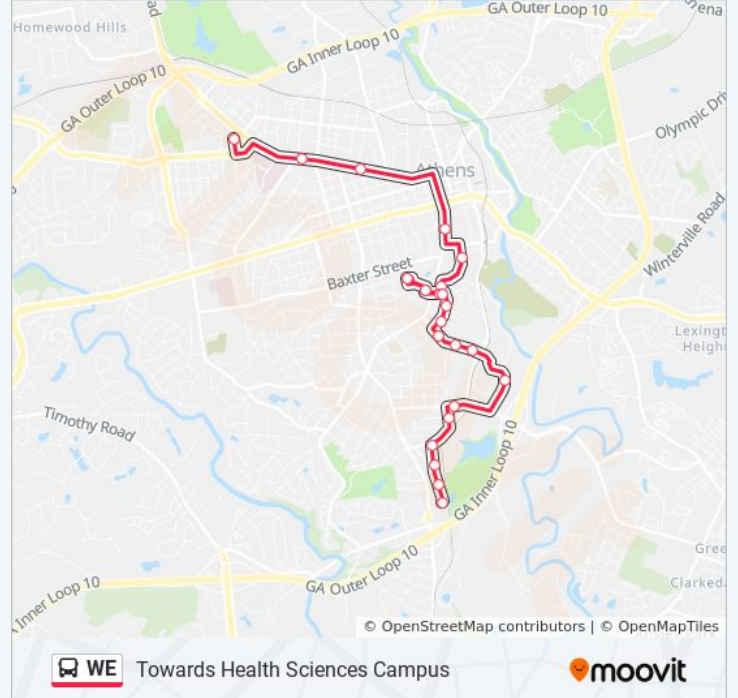 Homewood Hills
ad
GA Outer Loop 10
GA Inner Loop 10
GA Outer Loop 10
Athens
Olympic Dri
Baxter Street
Winterville Road
Lexingt
Heigh
Timothy Road
GA Inner Loop 10
GA Outer Loop 10
Inner Loop 10
Gree
Clarked
© OpenStreetMap contributors | © OpenMapTiles
WE Towards Health Sciences Campus
moovit